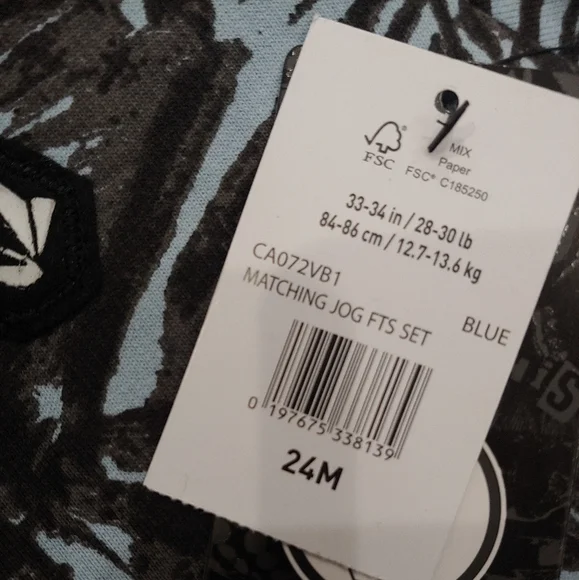 FSC®
MIX
Paper
FSC® C185250
33-34 in / 28-30 lb
84-86 cm / 12.7-13.6 kg
CA072VB1
MATCHING JOG FTS SET
BLUE
0 197675 338139
24M